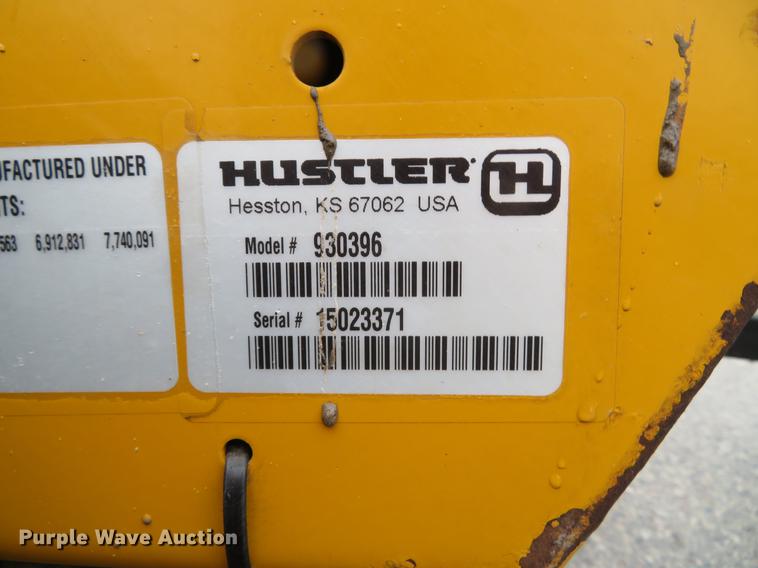 UFACTURED UNDER
TS:
563 6,912,831 7,740,091
HUSTLER
H
Hesston, KS 67062 USA
Model # 930396
Serial # 15023371
Purple Wave Auction